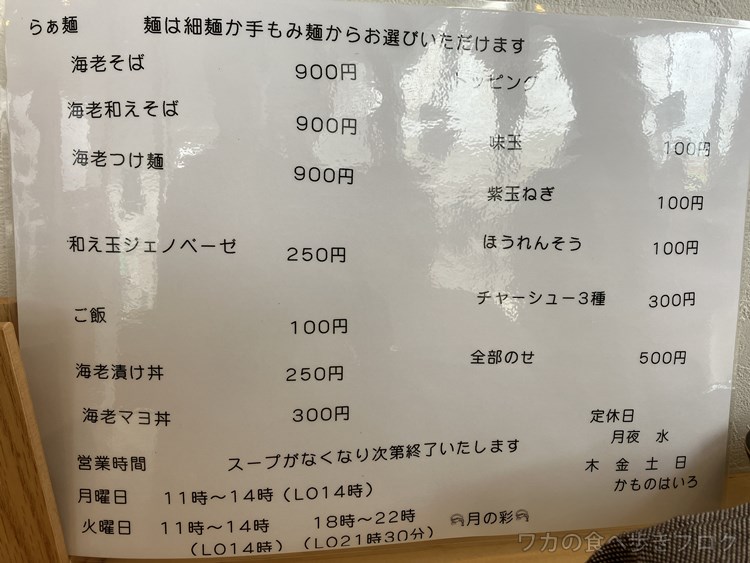 らぁ麺 麺は細麺か手もみ麺からお選びいただけます
海老そば 900円
海老和えそば 900円
海老つけ麺 900円
和え玉ジェノベーゼ 250円
ご飯 100円
海老漬け丼 250円
海老マヨ丼 300円
トッピング
味玉 100円
紫玉ねぎ 100円
ほうれんそう 100円
チャーシュー3種 300円
全部のせ 500円
定休日
月夜 水
木 金 土 日
かものはいろ
営業時間 スープがなくなり次第終了いたします
月曜日 11時～14時（LO14時）
火曜日 11時～14時 18時～22時 月の彩
（LO14時）（LO21時30分）
ワカの食べ歩きブログ